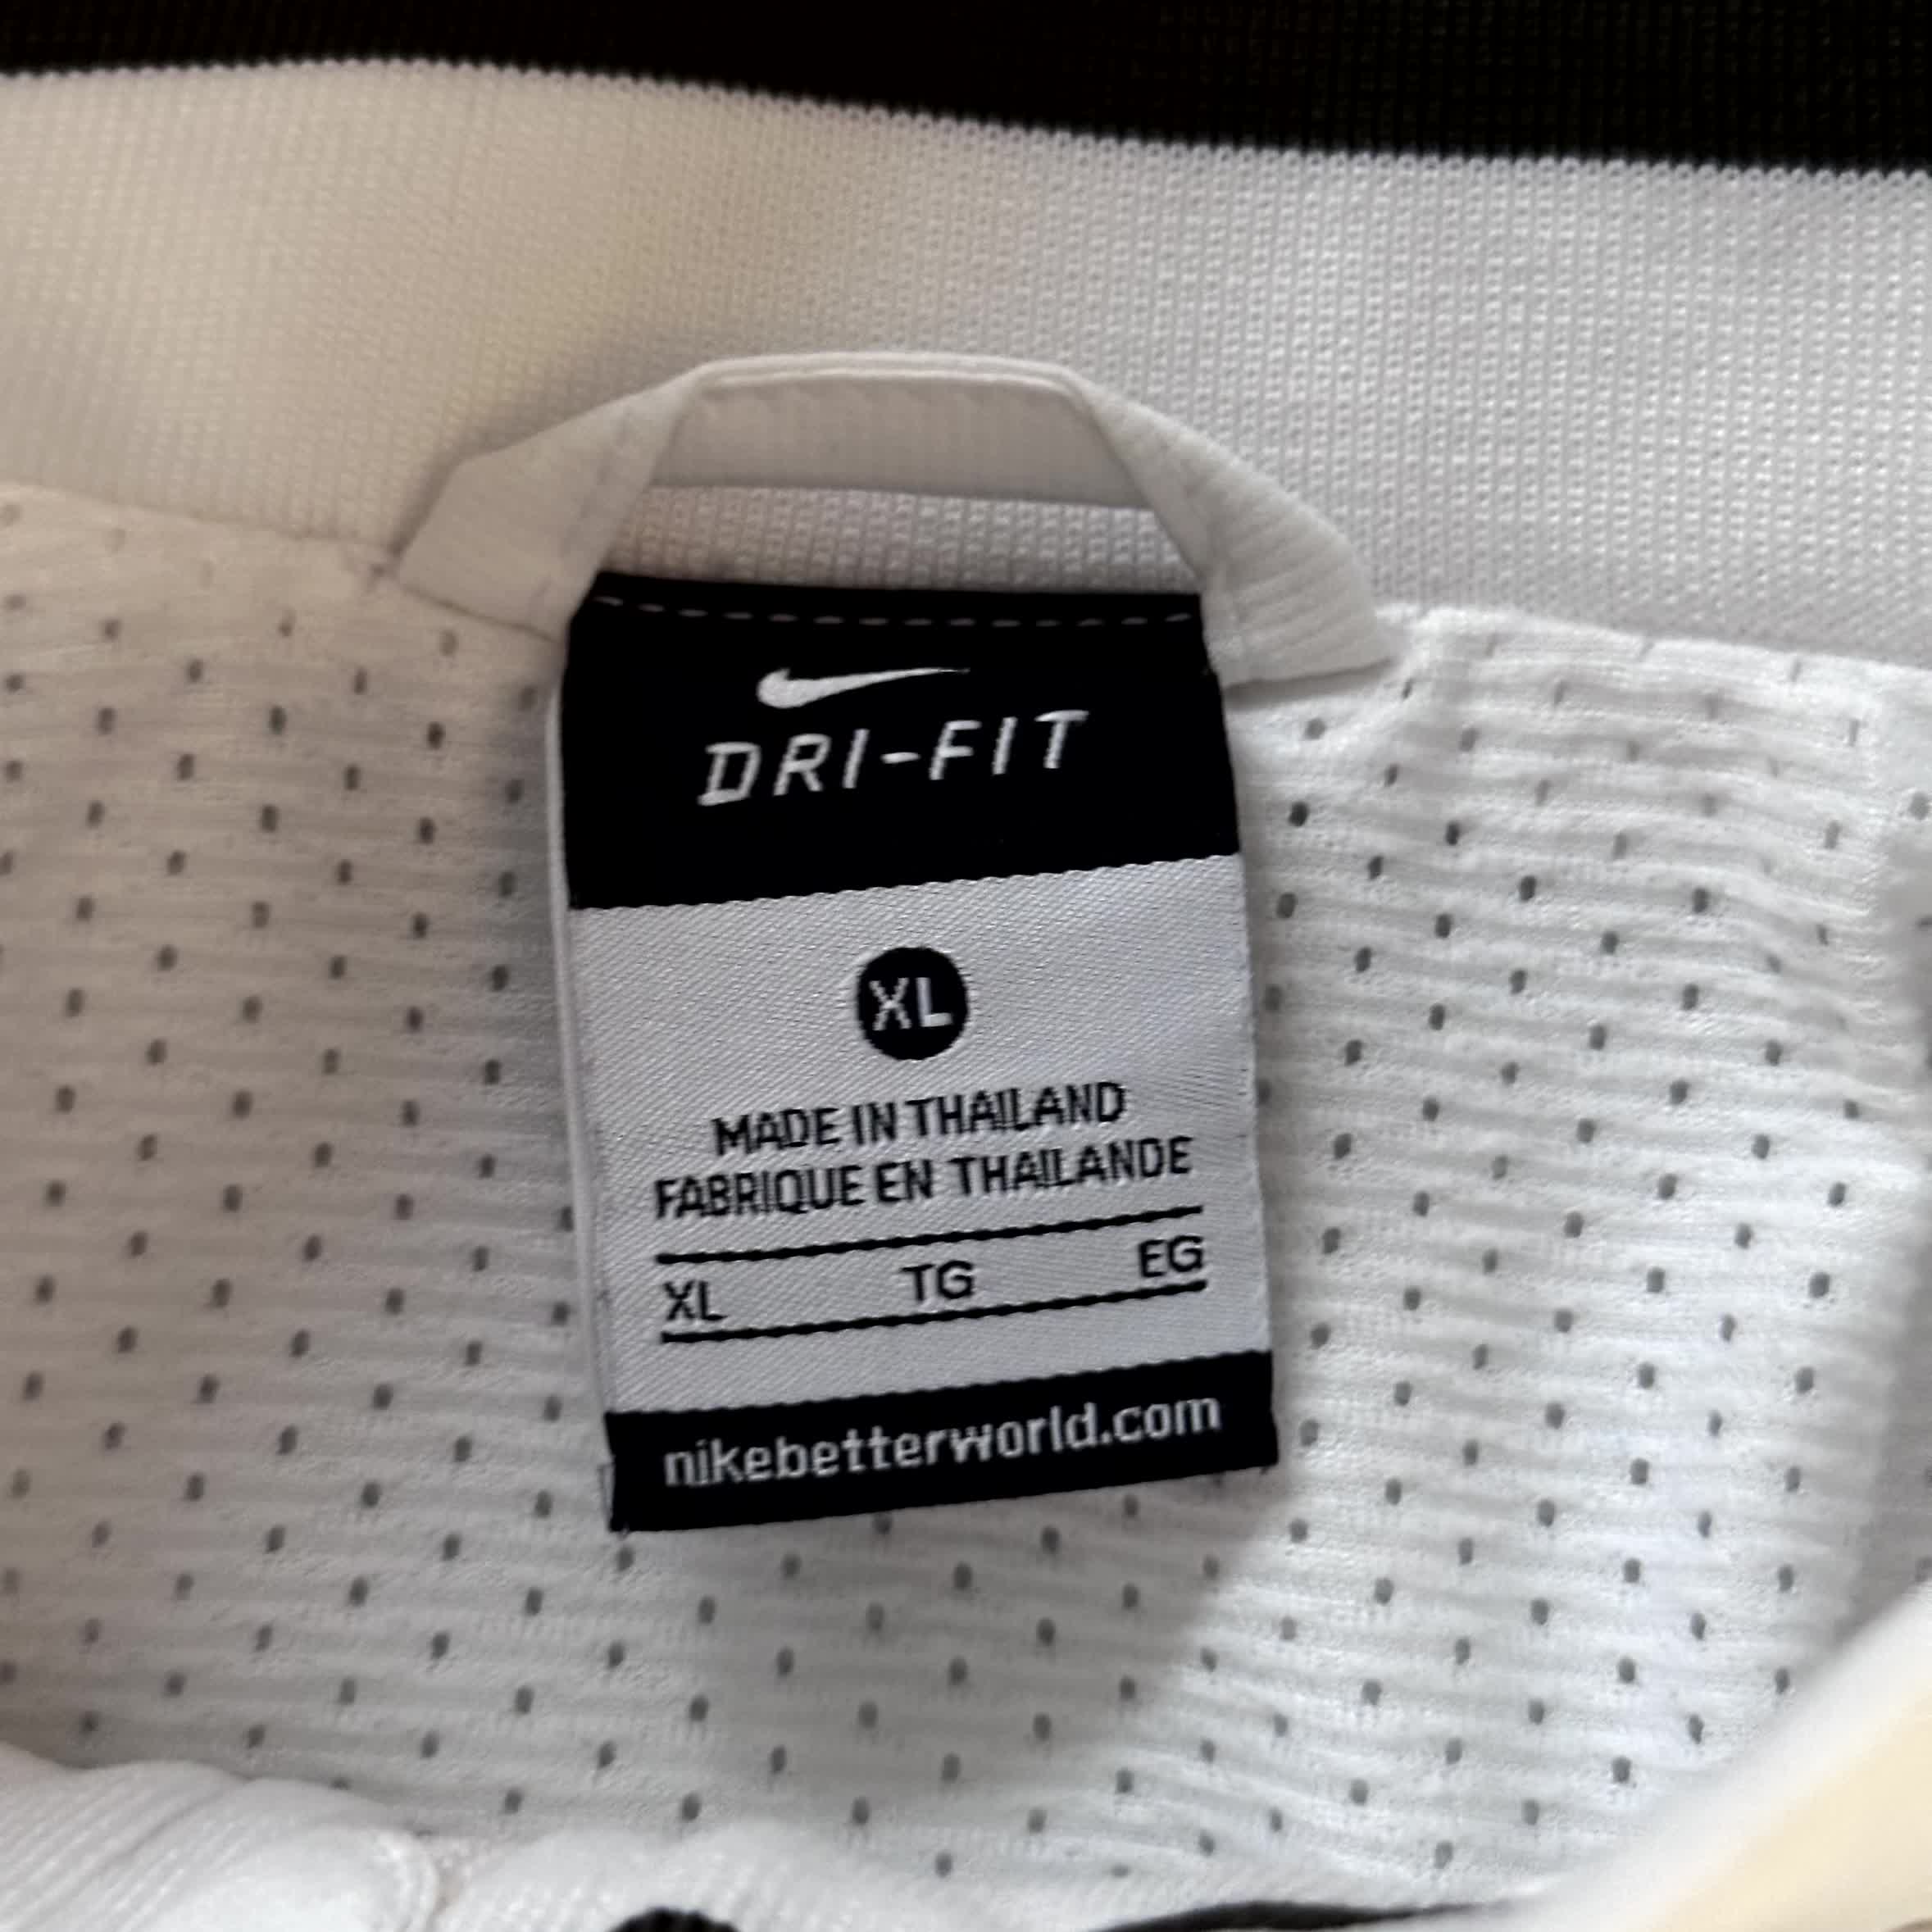 DRI-FIT
XL
MADE IN THAILAND
FABRIQUE EN THAILANDE
XL TG EG
nikebetterworld.com